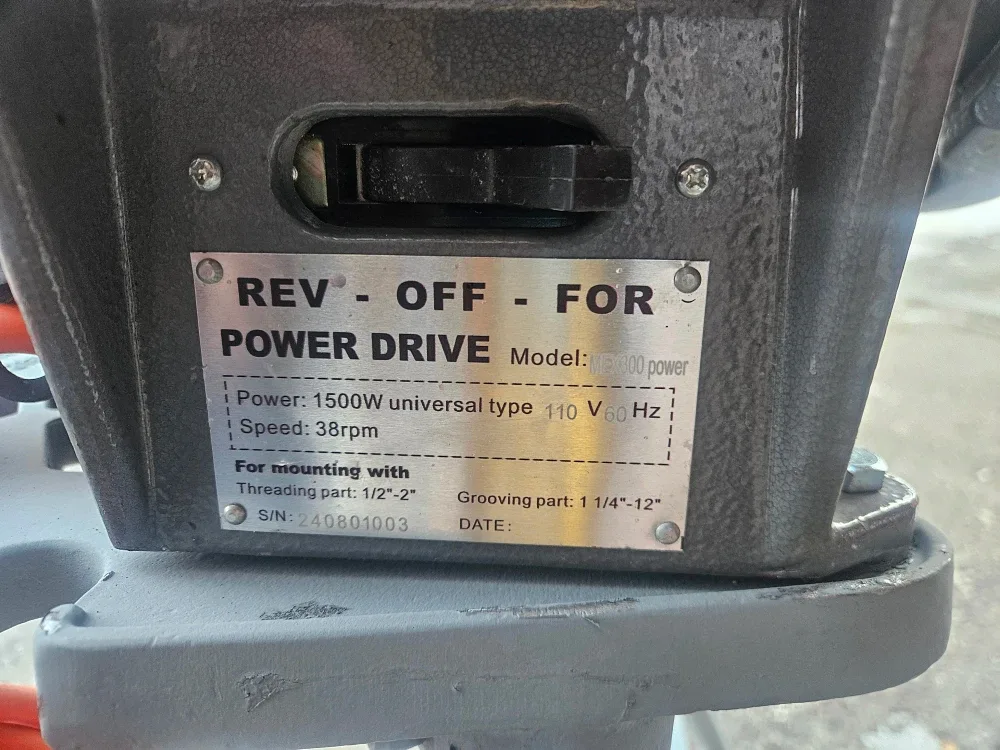 REV - OFF - FOR
POWER DRIVE Model: power
Power: 1500W universal type 110 V 60 Hz
Speed: 38rpm
For mounting with
Threading part: 1/2"-2" Grooving part: 1 1/4"-12"
S/N: 240801003 DATE: